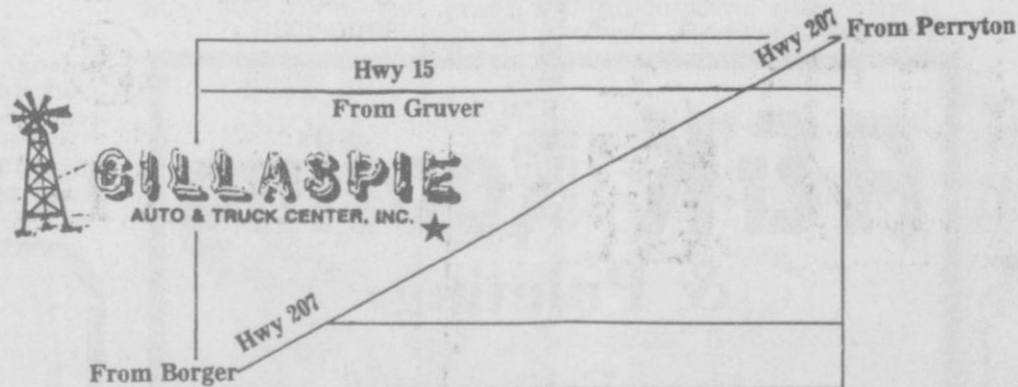 Hwy 207
From Perryton
Hwy 15
From Gruver
GILLASPIE
AUTO & TRUCK CENTER, INC.
Hwy 207
From Borger